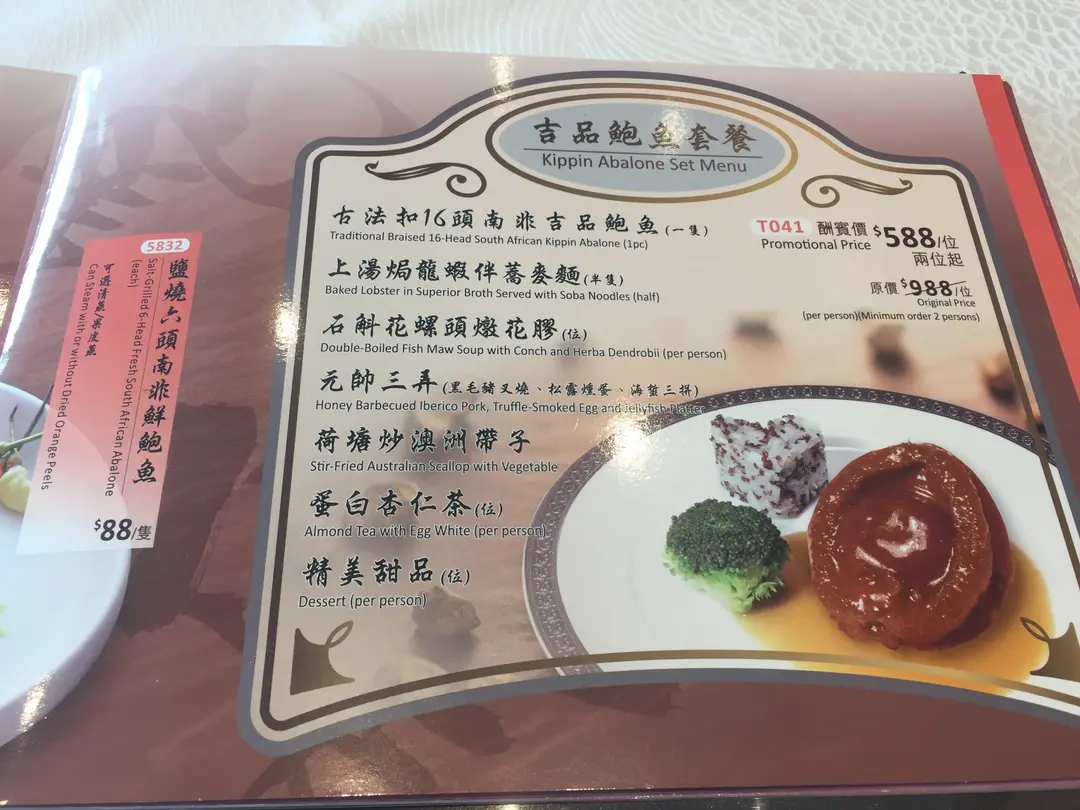 吉品鮑魚套餐
Kippin Abalone Set Menu
古法扣16頭南非吉品鮑魚(一隻)
Traditional Braised 16-Head South African Kippin Abalone (1pc)
T041 酬賓價 $588/位
Promotional Price
兩位起
原價 $988/位
Original Price
(per person)(Minimum order 2 persons)
上湯焗龍蝦伴蕎麥麵(半隻)
Baked Lobster in Superior Broth Served with Soba Noodles (half)
石斛花螺頭燉花膠(位)
Double-Boiled Fish Maw Soup with Conch and Herba Dendrobii (per person)
元帥三弄(黑毛豬叉燒、松露燻蛋、海蜇三拼)
Honey Barbecued Iberico Pork, Truffle-Smoked Egg and Jellyfish Platter
荷塘炒澳洲帶子
Stir-Fried Australian Scallop with Vegetable
蛋白杏仁茶(位)
Almond Tea with Egg White (per person)
精美甜品(位)
Dessert (per person)
5832
鹽燒六頭南非鮮鮑魚
Salt-Grilled 6-Head Fresh South African Abalone
(each)
可選清蒸/果皮蒸
Can Steam with or without Dried Orange Peels
$88/隻